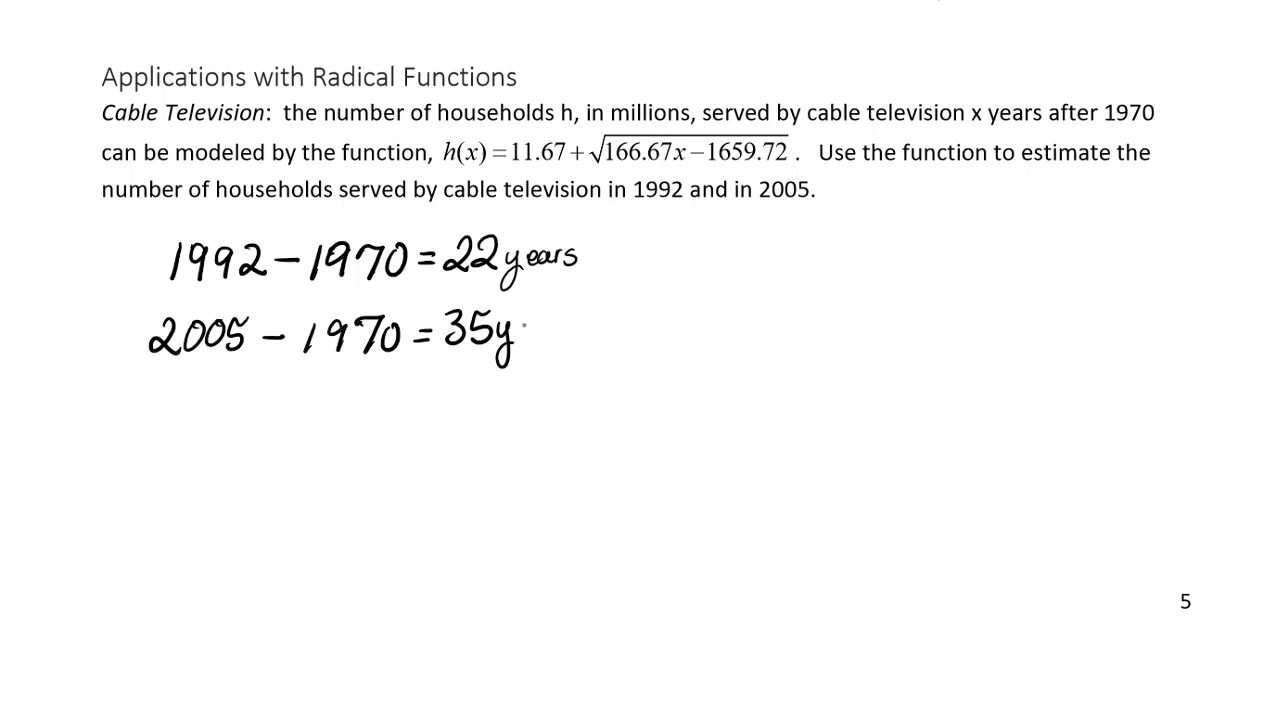 Applications with Radical Functions
Cable Television:  the number of households h, in millions, served by cable television x years after 1970
can be modeled by the function, h(x) = 11.67 + √(166.67x − 1659.72) .  Use the function to estimate the
number of households served by cable television in 1992 and in 2005.
1992 − 1970 = 22 years
2005 − 1970 = 35 y
5